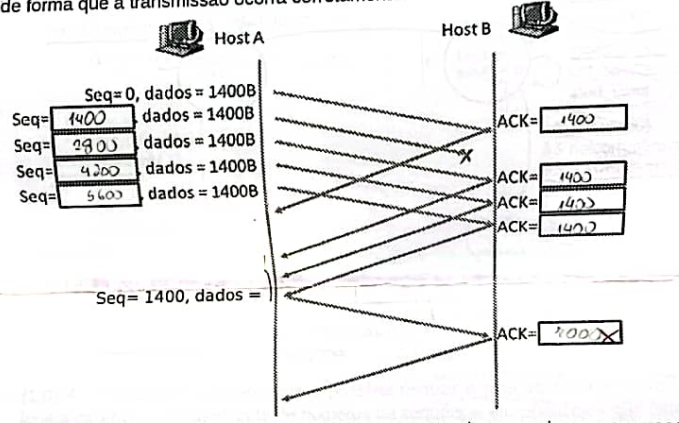 de forma que a transmissão ocorra corretamente
Host A
Host B
Seq= 0, dados = 1400B
Seq= 1400 , dados = 1400B
Seq= 2800 , dados = 1400B
Seq= 4200 , dados = 1400B
Seq= 5600 , dados = 1400B
ACK= 1400
X
ACK= 1400
ACK= 1400
ACK= 1400
Seq= 1400, dados =
ACK=